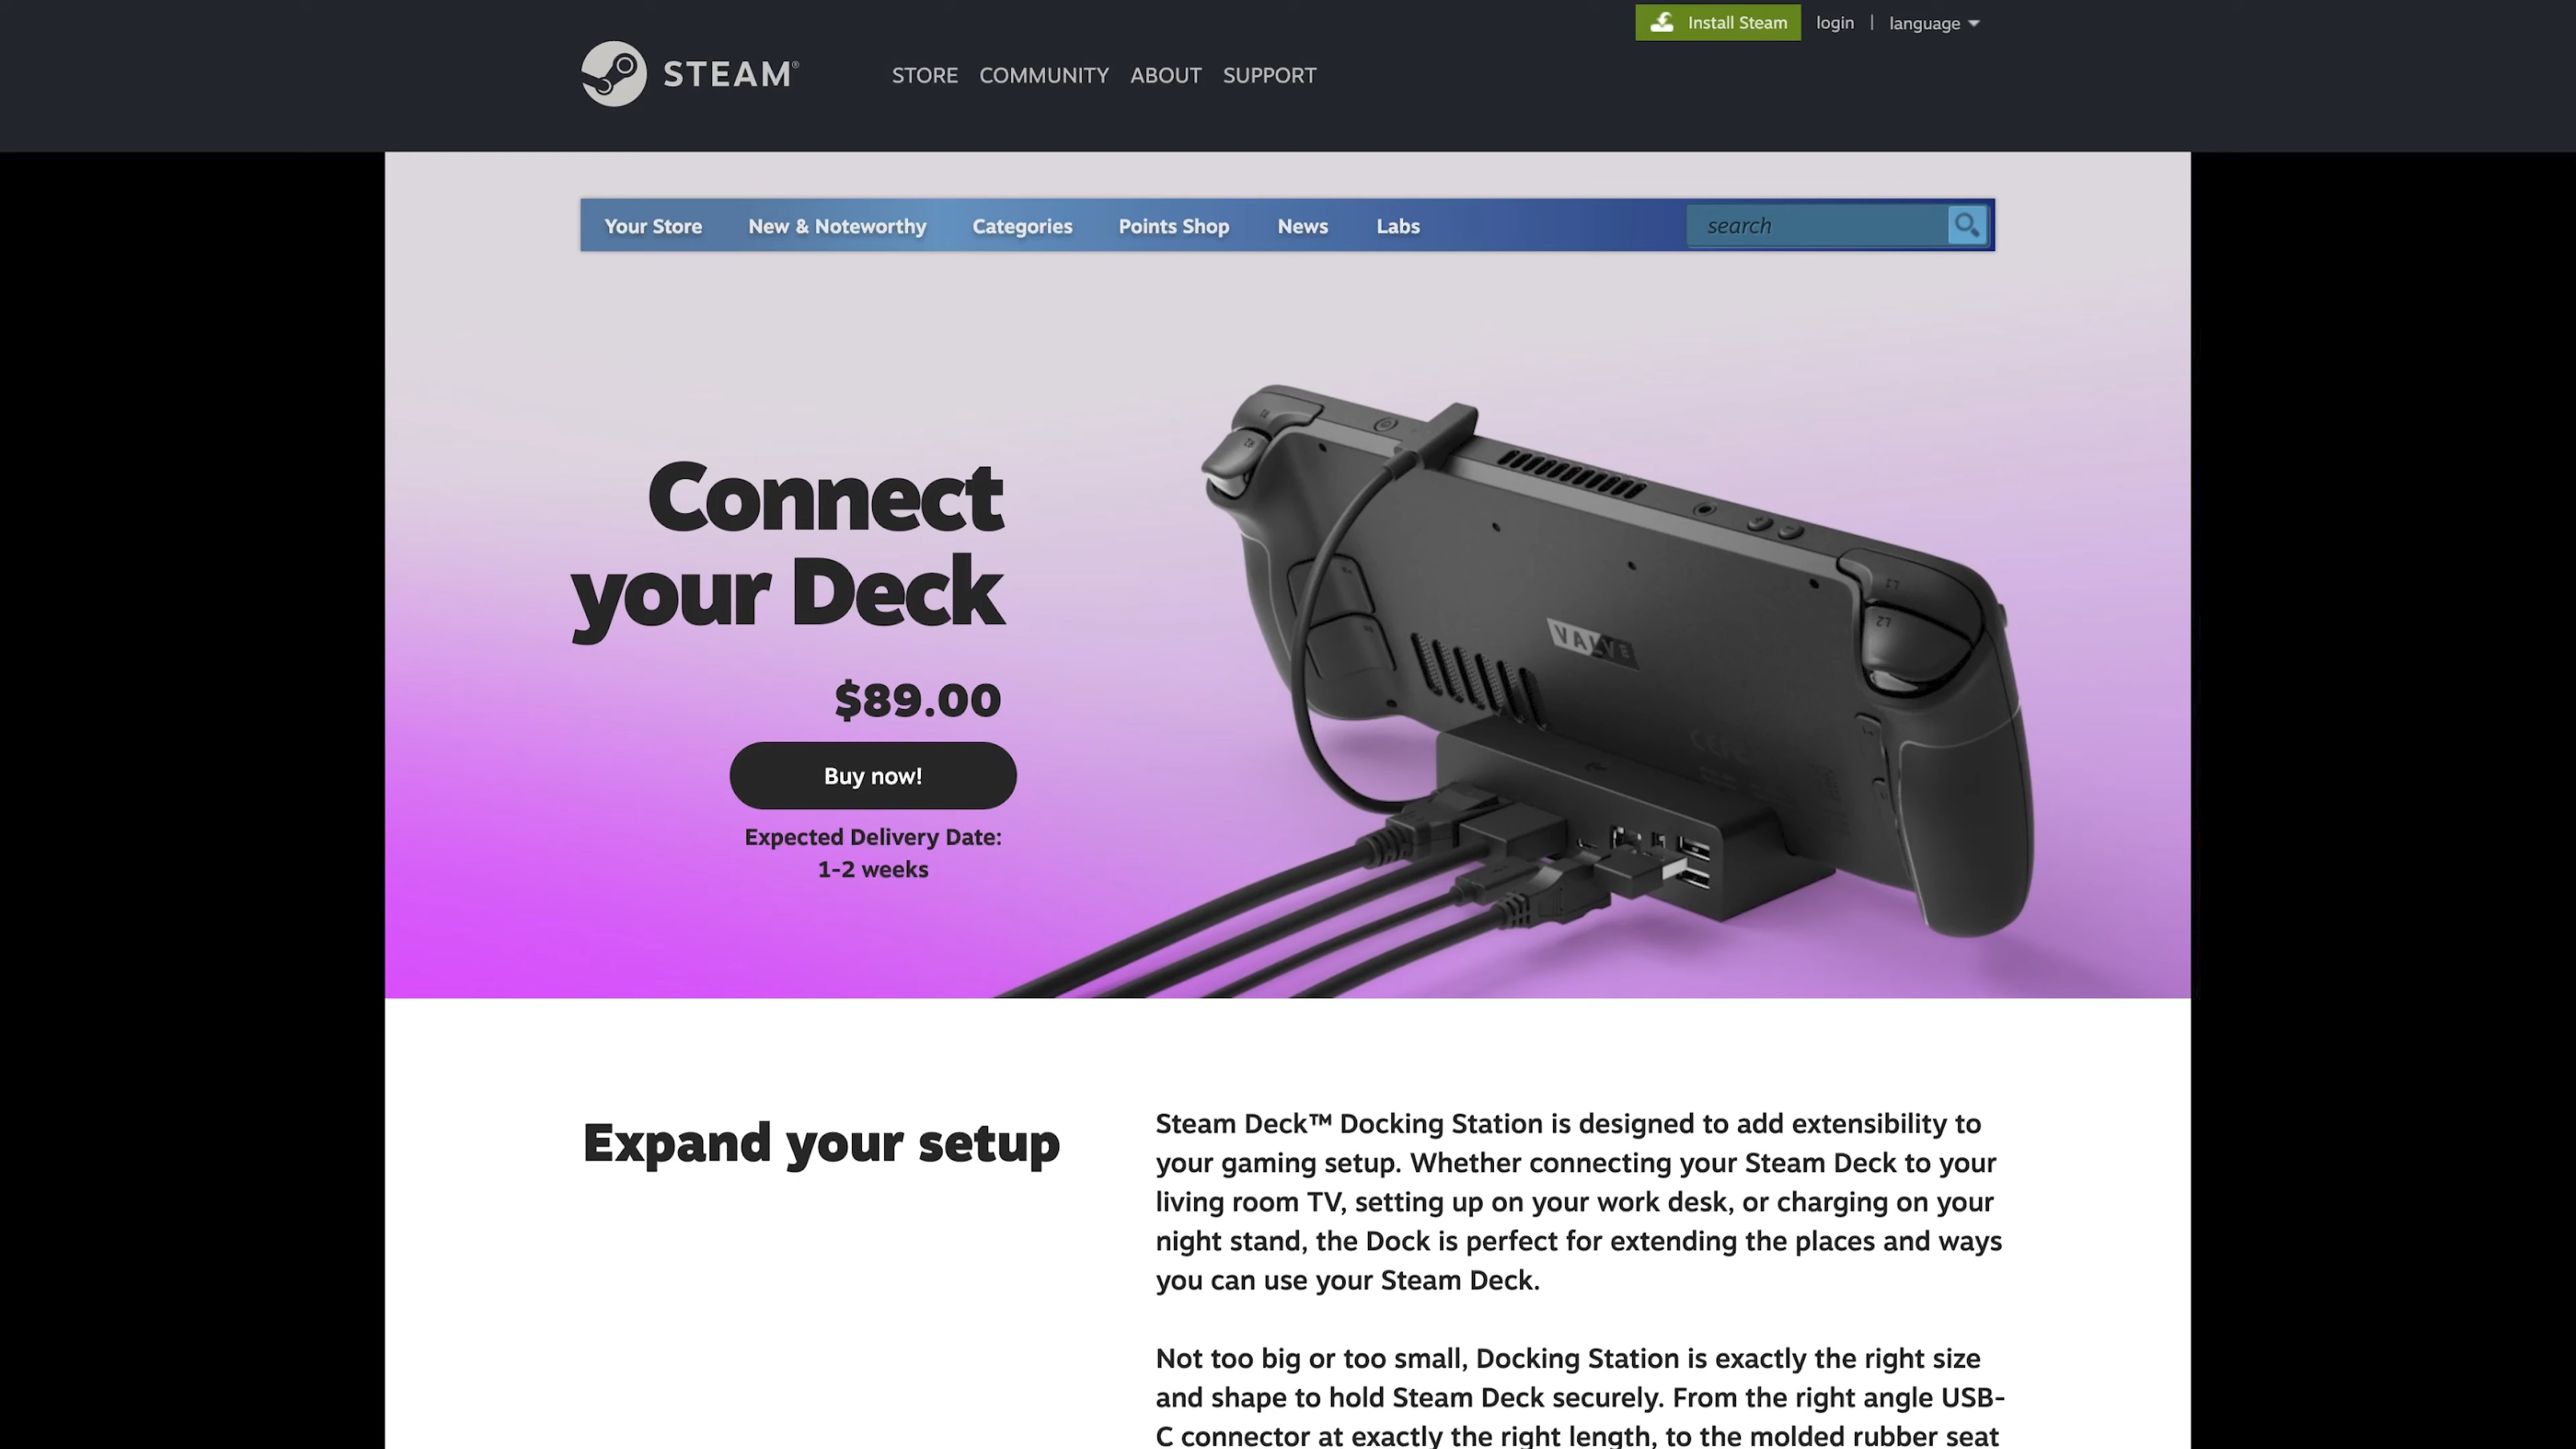 Install Steam
login | language
STEAM®
STORE COMMUNITY ABOUT SUPPORT
Your Store New & Noteworthy Categories Points Shop News Labs search
Connect
your Deck
$89.00
Buy now!
Expected Delivery Date:
1-2 weeks
VALVE
L1
L2
Expand your setup
Steam Deck™ Docking Station is designed to add extensibility to
your gaming setup. Whether connecting your Steam Deck to your
living room TV, setting up on your work desk, or charging on your
night stand, the Dock is perfect for extending the places and ways
you can use your Steam Deck.
Not too big or too small, Docking Station is exactly the right size
and shape to hold Steam Deck securely. From the right angle USB-
C connector at exactly the right length, to the molded rubber seat